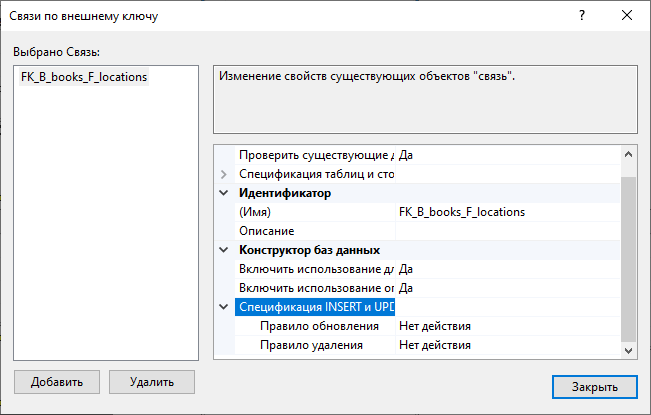 Связи по внешнему ключу
?
Выбрано Связь:
FK_B_books_F_locations
Изменение свойств существующих объектов "связь".
Проверить существующие д Да
Спецификация таблиц и сто
Идентификатор
(Имя) FK_B_books_F_locations
Описание
Конструктор баз данных
Включить использование дл Да
Включить использование ог Да
Спецификация INSERT и UPD
Правило обновления Нет действия
Правило удаления Нет действия
Добавить Удалить
Закрыть